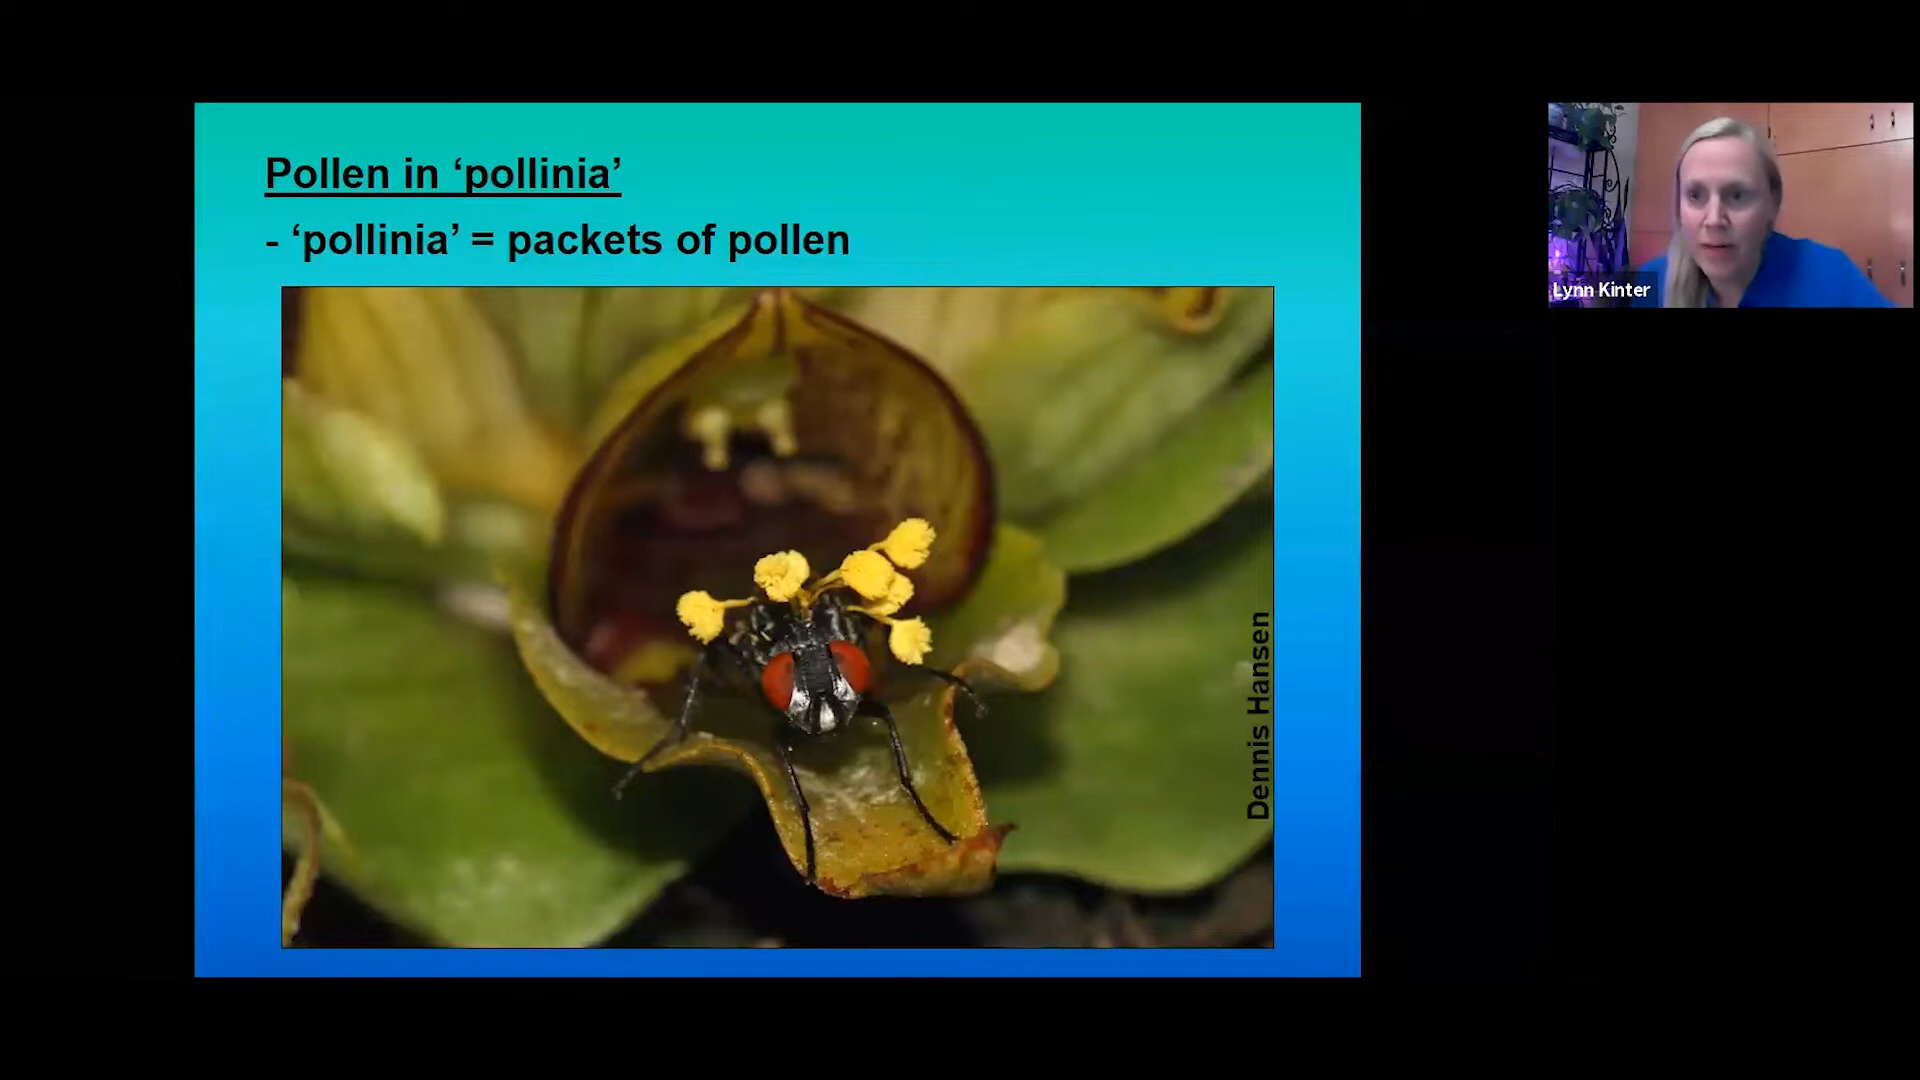 Pollen in ‘pollinia’
- ‘pollinia’ = packets of pollen
Dennis Hansen
Lynn Kinter